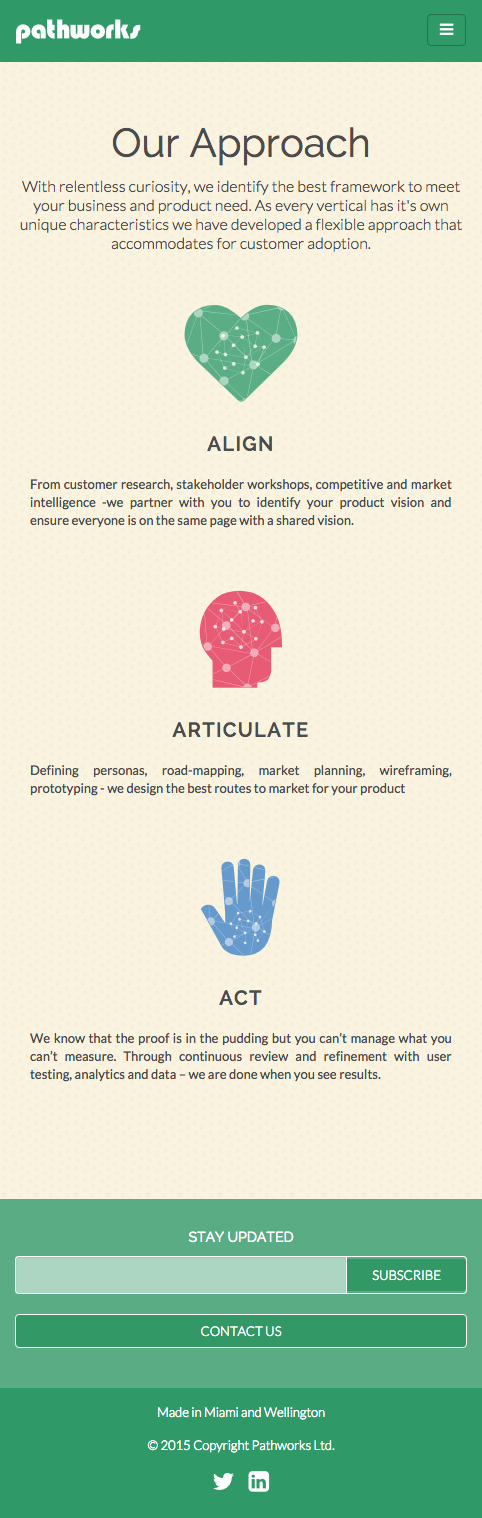 pathworks
Our Approach
With relentless curiosity, we identify the best framework to meet
your business and product need. As every vertical has it's own
unique characteristics we have developed a flexible approach that
accommodates for customer adoption.
ALIGN
From customer research, stakeholder workshops, competitive and market
intelligence -we partner with you to identify your product vision and
ensure everyone is on the same page with a shared vision.
ARTICULATE
Defining personas, road-mapping, market planning, wireframing,
prototyping - we design the best routes to market for your product
ACT
We know that the proof is in the pudding but you can’t manage what you
can’t measure. Through continuous review and refinement with user
testing, analytics and data – we are done when you see results.
STAY UPDATED
SUBSCRIBE
CONTACT US
Made in Miami and Wellington
© 2015 Copyright Pathworks Ltd.
in